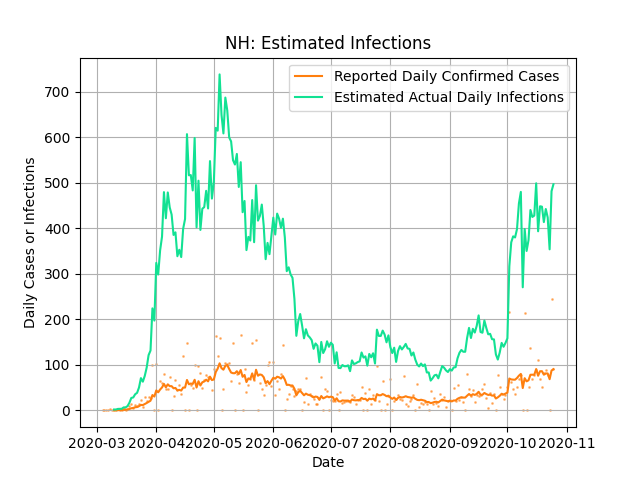 NH: Estimated Infections
Reported Daily Confirmed Cases
Estimated Actual Daily Infections
Daily Cases or Infections
700
600
500
400
300
200
100
0
2020-03 2020-04 2020-05 2020-06 2020-07 2020-08 2020-09 2020-10 2020-11
Date